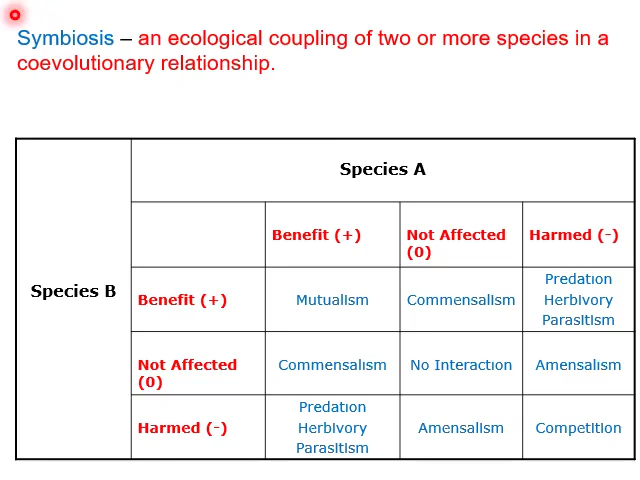 Symbiosis – an ecological coupling of two or more species in a
coevolutionary relationship.
Species A
Species B
Benefit (+)
Not Affected
(0)
Harmed (-)
Benefit (+)
Mutualism
Commensalism
Predation
Herbivory
Parasitism
Not Affected
(0)
Commensalism
No Interaction
Amensalism
Harmed (-)
Predation
Herbivory
Parasitism
Amensalism
Competition